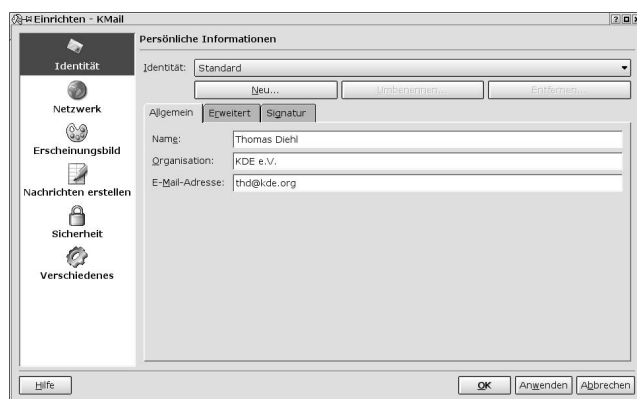 Einrichten - KMail
Identität
Netzwerk
Erscheinungsbild
Nachrichten erstellen
Sicherheit
Verschiedenes
Persönliche Informationen
Identität: Standard
Neu... Umbenennen... Entfernen...
Allgemein Erweitert Signatur
Name: Thomas Diehl
Organisation: KDE e.V.
E-Mail-Adresse: thd@kde.org
Hilfe OK Anwenden Abbrechen